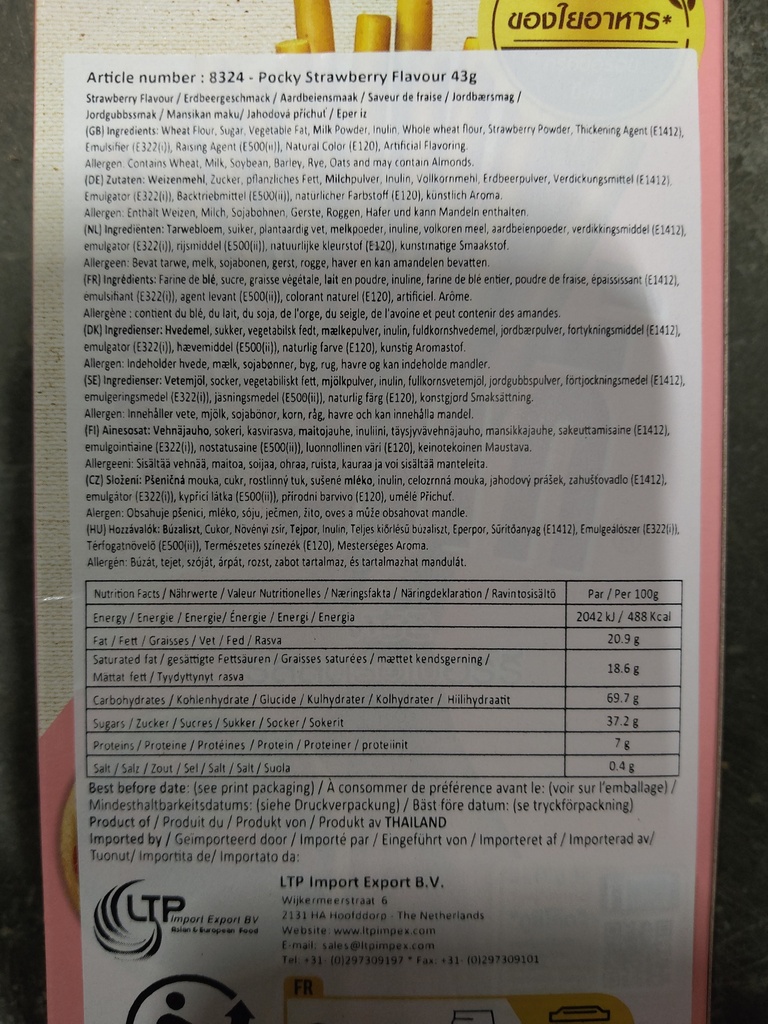 ของใยอาหาร*
Article number : 8324 - Pocky Strawberry Flavour 43g
Strawberry Flavour / Erdbeergeschmack / Aardbeiensmaak / Saveur de fraise / Jordbærsmag /
Jordgubbssmak / Mansikan maku/ Jahodová příchuť / Eper íz
(GB) Ingredients: Wheat Flour, Sugar, Vegetable Fat, Milk Powder, Inulin, Whole wheat flour, Strawberry Powder, Thickening Agent (E1412),
Emulsifier (E322(i)), Raising Agent (E500(ii)), Natural Color (E120), Artificial Flavoring.
Allergen: Contains Wheat, Milk, Soybean, Barley, Rye, Oats and may contain Almonds.
(DE) Zutaten: Weizenmehl, Zucker, pflanzliches Fett, Milchpulver, Inulin, Vollkornmehl, Erdbeerpulver, Verdickungsmittel (E1412),
Emulgator (E322(i)), Backtriebmittel (E500(ii)), natürlicher Farbstoff (E120), künstlich Aroma.
Allergen: Enthält Weizen, Milch, Sojabohnen, Gerste, Roggen, Hafer und kann Mandeln enthalten.
(NL) Ingredienten: Tarwebloem, suiker, plantaardig vet, melkpoeder, inuline, volkoren meel, aardbeienpoeder, verdikkingsmiddel (E1412),
emulgator (E322(i)), rijsmiddel (E500(ii)), natuurlijke kleurstof (E120), kunstmatige Smaakstof.
Allergeen: Bevat tarwe, melk, sojabonen, gerst, rogge, haver en kan amandelen bevatten.
(FR) Ingrédients: Farine de blé, sucre, graisse végétale, lait en poudre, inuline, farine de blé entier, poudre de fraise, épaississant (E1412),
émulsifiant (E322(i)), agent levant (E500(ii)), colorant naturel (E120), artificiel. Arôme.
Allergène : contient du blé, du lait, du soja, de l'orge, du seigle, de l'avoine et peut contenir des amandes.
(DK) Ingredienser: Hvedemel, sukker, vegetabilsk fedt, mælkepulver, inulin, fuldkornshvedemel, jordbærpulver, fortykningsmiddel (E1412),
emulgator (E322(i)), hævemiddel (E500(ii)), naturlig farve (E120), kunstig Aromastof.
Allergen: Indeholder hvede, mælk, sojabønner, byg, rug, havre og kan indeholde mandler.
(SE) Ingredienser: Vetemjöl, socker, vegetabiliskt fett, mjölkpulver, inulin, fullkornsvetemjöl, jordgubbspulver, förtjockningsmedel (E1412),
emulgeringsmedel (E322(i)), jäsningsmedel (E500(ii)), naturlig färg (E120), konstgjord Smaksättning.
Allergen: Innehåller vete, mjölk, sojabönor, korn, råg, havre och kan innehålla mandel.
(FI) Ainesosat: Vehnäjauho, sokeri, kasvirasva, maitojauhe, inuliini, täysjyvävehnäjauho, mansikkajauhe, sakeuttamisaine (E1412),
emulgointiaine (E322(i)), nostatusaine (E500(ii)), luonnollinen väri (E120), keinotekoinen Maustava.
Allergeeni: Sisältää vehnää, maitoa, soijaa, ohraa, ruista, kauraa ja voi sisältää manteleita.
(CZ) Složení: Pšeničná mouka, cukr, rostlinný tuk, sušené mléko, inulin, celozrnná mouka, jahodový prášek, zahušťovadlo (E1412),
emulgátor (E322(i)), kypřicí látka (E500(ii)), přírodní barvivo (E120), umělé Příchuť.
Alergen: Obsahuje pšenici, mléko, sóju, ječmen, žito, oves a může obsahovat mandle.
(HU) Hozzávalók: Búzaliszt, Cukor, Növényi zsír, Tejpor, Inulin, Teljes kiőrlésű búzaliszt, Eperpor, Sűrítőanyag (E1412), Emulgeálószer (E322(i)),
Térfogatnövelő (E500(ii)), Természetes színezék (E120), Mesterséges Aroma.
Allergén: Búzát, tejet, szóját, árpát, rozst, zabot tartalmaz, és tartalmazhat mandulát.
Nutrition Facts / Nährwerte / Valeur Nutritionelles / Næringsfakta / Näringdeklaration / Ravintosisältö Par / Per 100g
Energy / Energie / Energie/ Énergie / Energi / Energia 2042 kJ / 488 Kcal
Fat / Fett / Graisses / Vet / Fed / Rasva 20.9 g
Saturated fat / gesättigte Fettsäuren / Graisses saturées / mættet kendsgerning /
Mättat fett / Tyydyttynyt rasva 18.6 g
Carbohydrates / Kohlenhydrate / Glucide / Kulhydrater / Kolhydrater / Hiilihydraatit 69.7 g
Sugars / Zucker / Sucres / Sukker / Socker / Sokerit 37.2 g
Proteins / Proteine / Protéines / Protein / Proteiner / proteiinit 7 g
Salt / Salz / Zout / Sel / Salt / Salt / Suola 0.4 g
Best before date: (see print packaging) / À consommer de préférence avant le: (voir sur l'emballage) /
Mindesthaltbarkeitsdatums: (siehe Druckverpackung) / Bäst före datum: (se tryckförpackning)
Product of / Produit du / Produkt von / Produkt av THAILAND
Imported by / Geimporteerd door / Importé par / Eingeführt von / Importeret af / Importerad av/
Tuonut/ Importita de/ Importato da:
LTP Import Export B.V.
Wijkermeerstraat 6
2131 HA Hoofddorp - The Netherlands
Website: www.ltpimpex.com
E-mail: sales@ltpimpex.com
Tel: +31- (0)297309197 * Fax: +31- (0)297309101
LTP
Import Export BV
Asian & European Food
FR